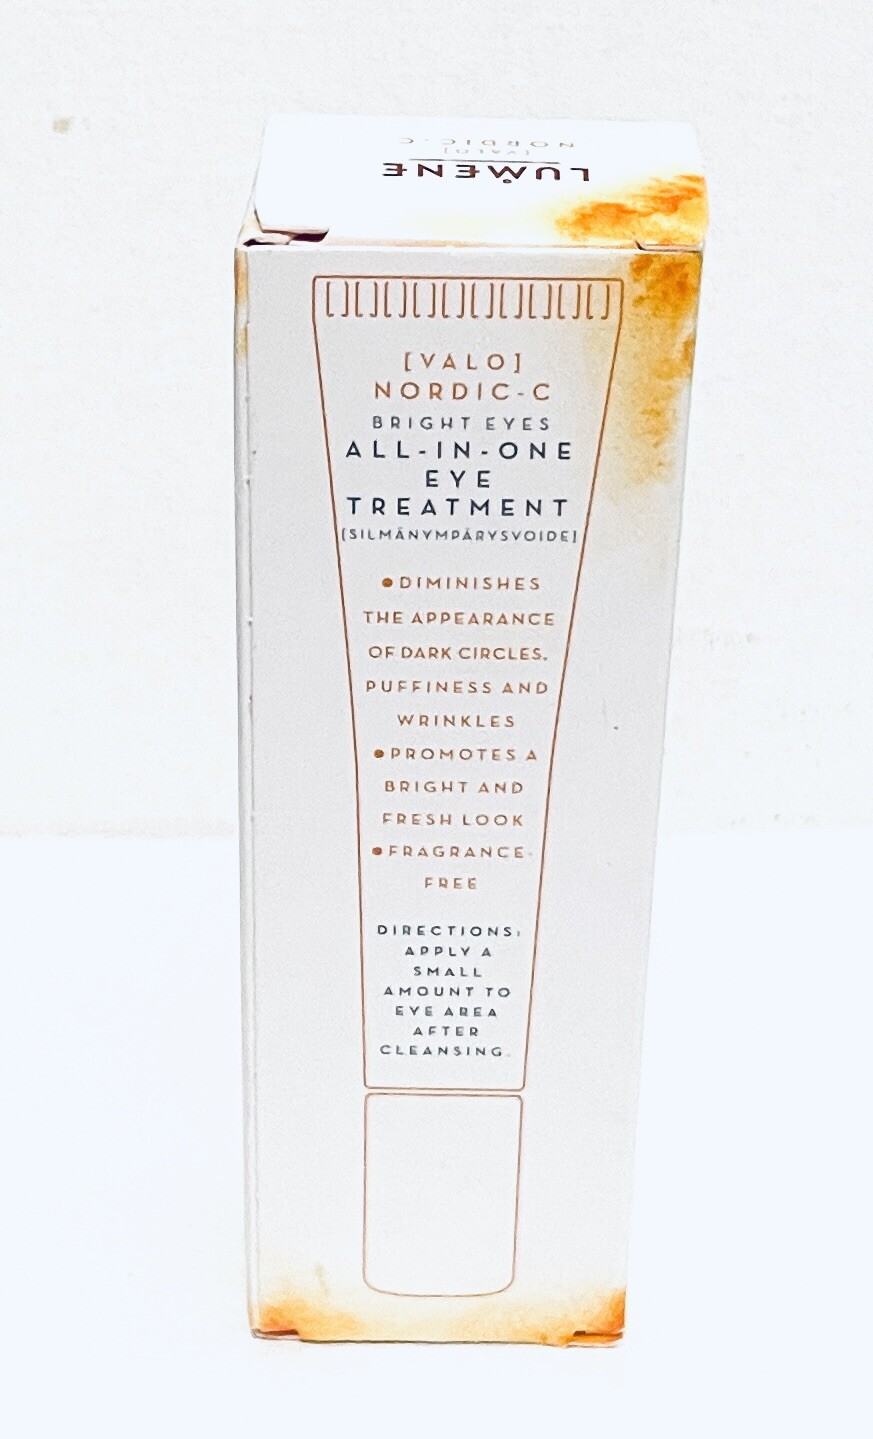 NORDIC-C
[VALO]
LUMENE
[VALO]
NORDIC-C
BRIGHT EYES
ALL-IN-ONE
EYE
TREATMENT
[SILMÄNYMPÄRYSVOIDE]
●DIMINISHES
THE APPEARANCE
OF DARK CIRCLES,
PUFFINESS AND
WRINKLES
●PROMOTES A
BRIGHT AND
FRESH LOOK
●FRAGRANCE-
FREE
DIRECTIONS:
APPLY A
SMALL
AMOUNT TO
EYE AREA
AFTER
CLEANSING.